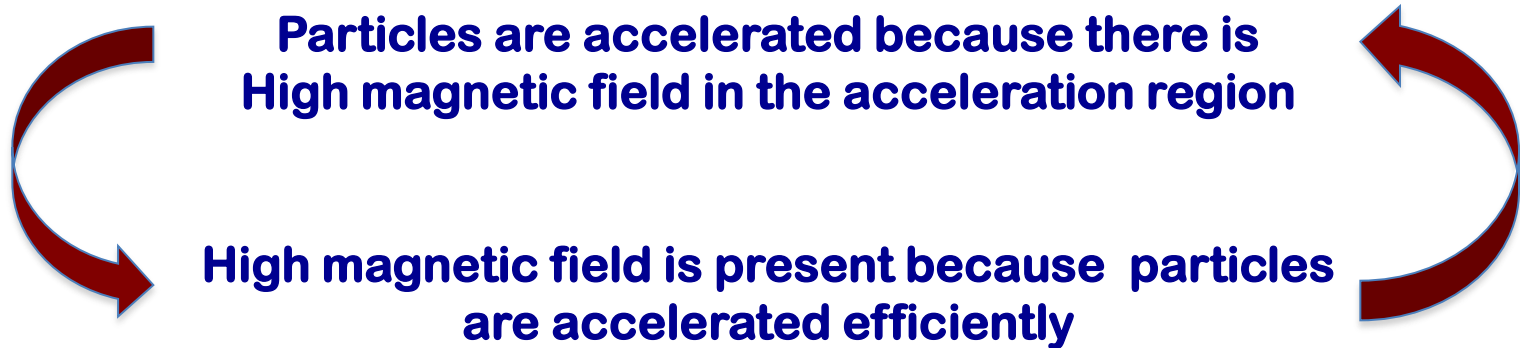 Particles are accelerated because there is
High magnetic field in the acceleration region
High magnetic field is present because  particles
are accelerated efficiently